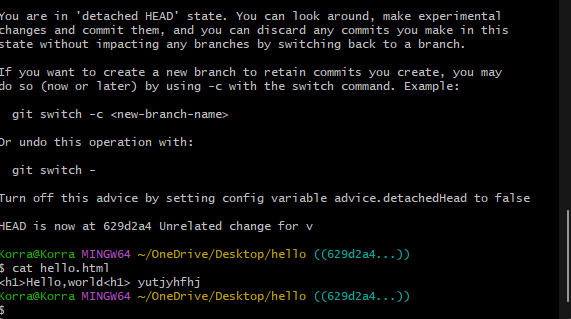 You are in 'detached HEAD' state. You can look around, make experimental
changes and commit them, and you can discard any commits you make in this
state without impacting any branches by switching back to a branch.
If you want to create a new branch to retain commits you create, you may
do so (now or later) by using -c with the switch command. Example:
git switch -c <new-branch-name>
Or undo this operation with:
git switch -
Turn off this advice by setting config variable advice.detachedHead to false
HEAD is now at 629d2a4 Unrelated change for v
Korra@Korra MINGW64 ~/OneDrive/Desktop/hello ((629d2a4...))
$ cat hello.html
<h1>Hello,world<h1> yutjyhfhj
Korra@Korra MINGW64 ~/OneDrive/Desktop/hello ((629d2a4...))
$